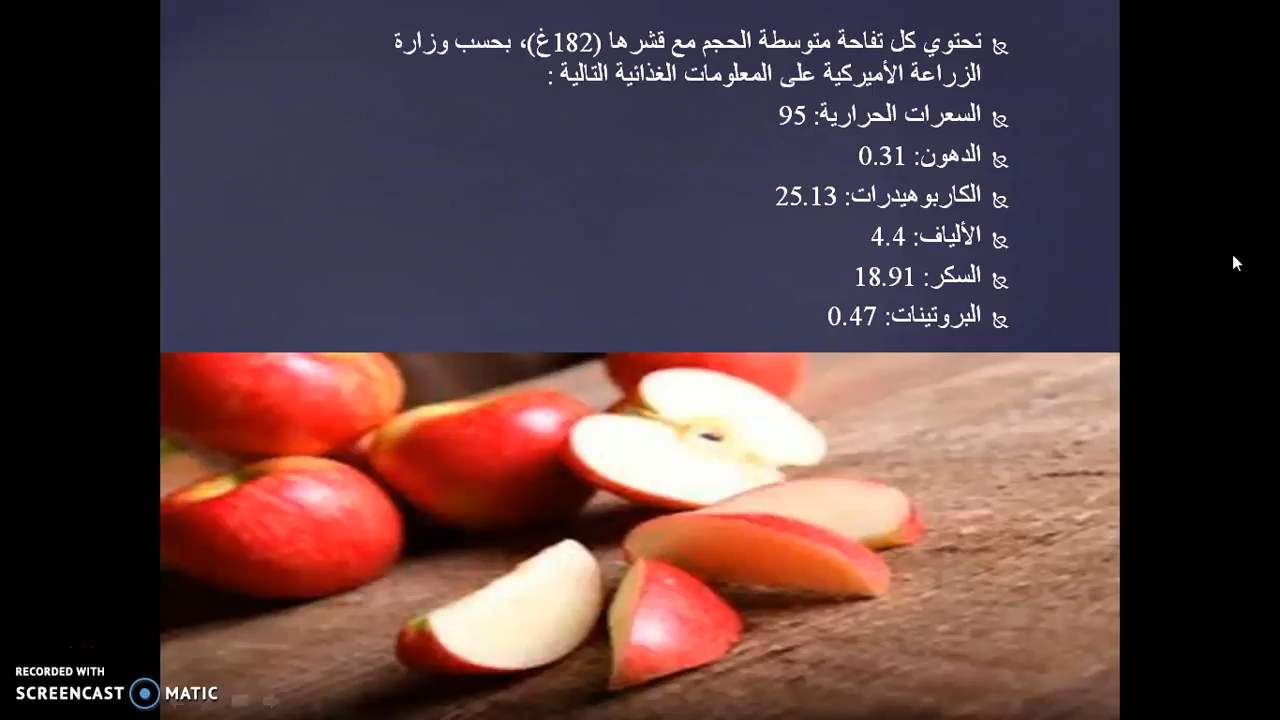 تحتوي كل تفاحة متوسطة الحجم مع قشرها (182غ)، بحسب وزارة
الزراعة الأميركية على المعلومات الغذائية التالية :
السعرات الحرارية: 95
الدهون: 0.31
الكاربوهيدرات: 25.13
الألياف: 4.4
السكر: 18.91
البروتينات: 0.47
RECORDED WITH
SCREENCAST MATIC